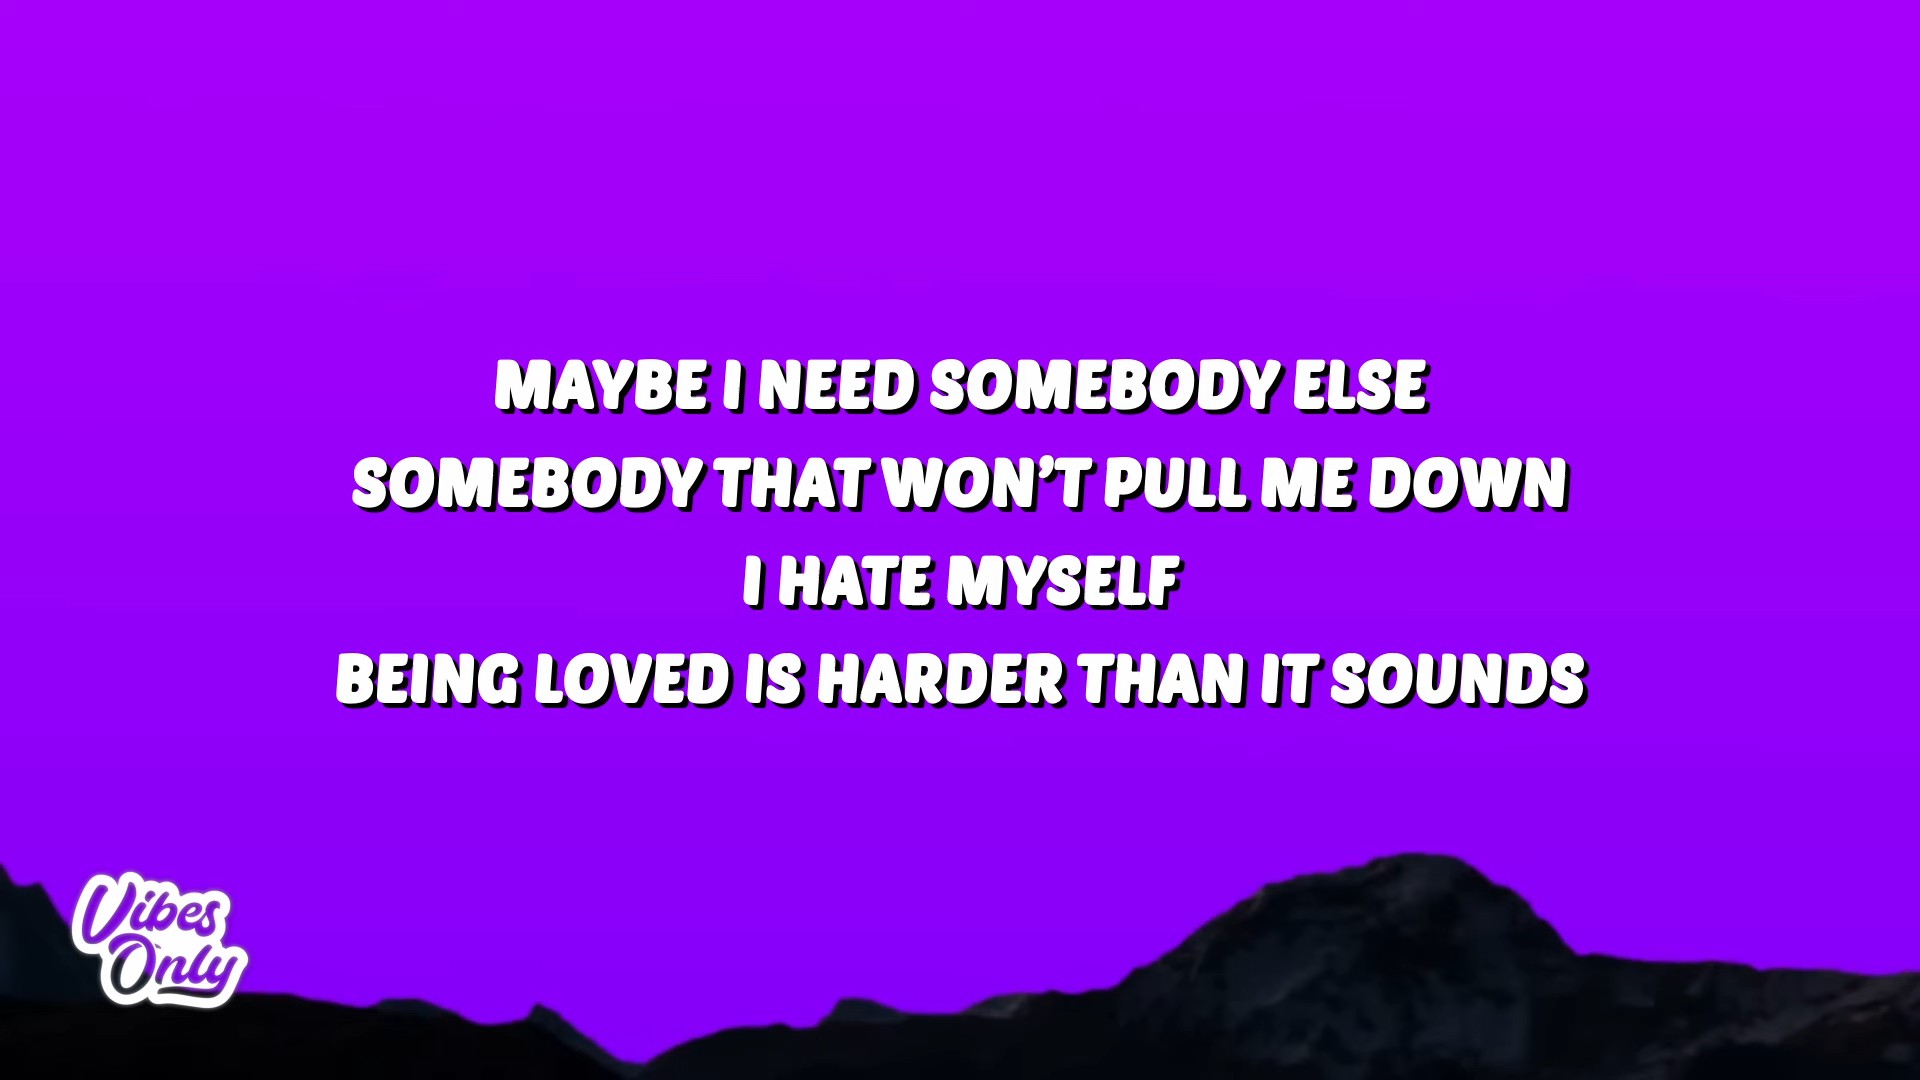 MAYBE I NEED SOMEBODY ELSE
SOMEBODY THAT WON'T PULL ME DOWN
I HATE MYSELF
BEING LOVED IS HARDER THAN IT SOUNDS
Vibes
Only